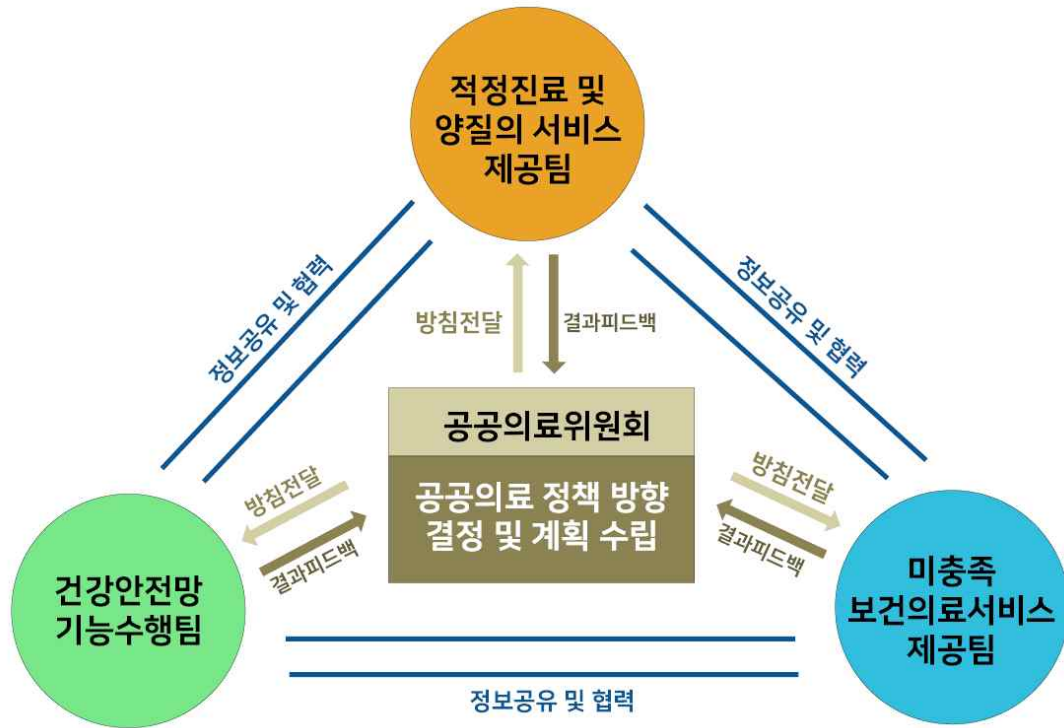 적정진료 및
양질의 서비스
제공팀
정보공유 및 협력
정보공유 및 협력
방침전달
결과피드백
공공의료위원회
공공의료 정책 방향
결정 및 계획 수립
방침전달
결과피드백
방침전달
결과피드백
건강안전망
기능수행팀
미충족
보건의료서비스
제공팀
정보공유 및 협력